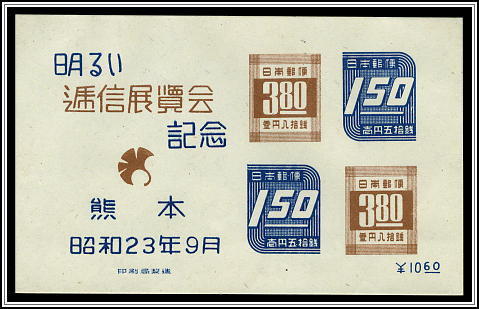 明るい
逓信展覧会
記念
熊本
昭和23年9月
印刷局製造
日本郵便
380
参円八拾銭
日本郵便
150
壱円五拾銭
日本郵便
150
壱円五拾銭
日本郵便
380
参円八拾銭
¥1060